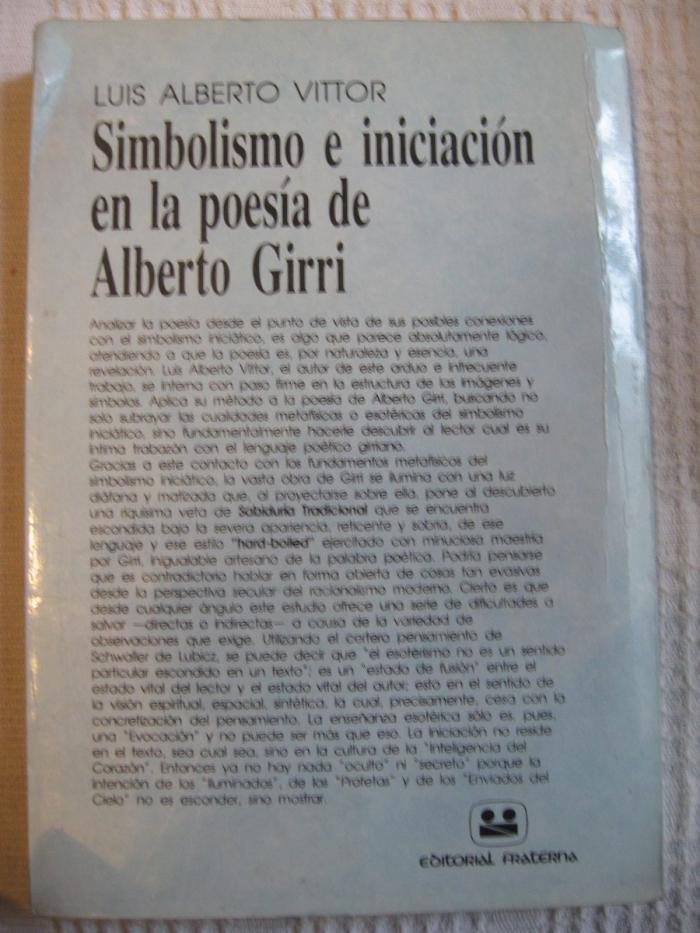 LUIS ALBERTO VITTOR
Simbolismo e iniciación
en la poesía de
Alberto Girri
Analizar la poesía desde el punto de vista de sus posibles conexiones
con el simbolismo iniciático, es algo que parece absolutamente lógico,
atendiendo a que la poesía es, por naturaleza y esencia, una
revelación. Luis Alberto Vittor, el autor de este arduo e infrecuente
trabajo, se interna con paso firme en la estructura de las imágenes y
símbolos. Aplica su método a la poesía de Alberto Girri, buscando no
solo subrayar las cualidades metafísicas o esotéricas del simbolismo
iniciático, sino fundamentalmente hacerle descubrir al lector cual es su
íntima trabazón con el lenguaje poético girriano.
Gracias a este contacto con los fundamentos metafísicos del
simbolismo iniciático, la vasta obra de Girri se ilumina con una luz
diáfana y matizada que, al proyectarse sobre ella, pone al descubierto
una riquísima veta de Sabiduría Tradicional que se encuentra
escondida bajo la severa apariencia, reticente y sobria, de ese
lenguaje y ese estilo "hard-boiled" ejercitado con minuciosa maestría
por Girri, inigualable artesano de la palabra poética. Podría pensarse
que es contradictorio hablar en forma abierta de cosas tan evasivas
desde la perspectiva secular del racionalismo moderno. Cierto es que
desde cualquier ángulo este estudio ofrece una serie de dificultades a
salvar —directas o indirectas— a causa de la variedad de
observaciones que exige. Utilizando el certero pensamiento de
Schwaller de Lubicz, se puede decir que "el esoterismo no es un sentido
particular escondido en un texto"; es un "estado de fusión" entre el
estado vital del lector y el estado vital del autor; esto en el sentido de
la visión espiritual, espacial, sintética, la cual, precisamente, cesa con la
concretización del pensamiento. La enseñanza esotérica sólo es, pues,
una "Evocación" y no puede ser más que eso. La Iniciación no reside
en el texto, sea cual sea, sino en la cultura de la "Inteligencia del
Corazón". Entonces ya no hay nada "oculto" ni "secreto" porque la
intención de los "Iluminados", de los "Profetas" y de los "Enviados del
Cielo" no es esconder, sino mostrar.
EDITORIAL FRATERNA